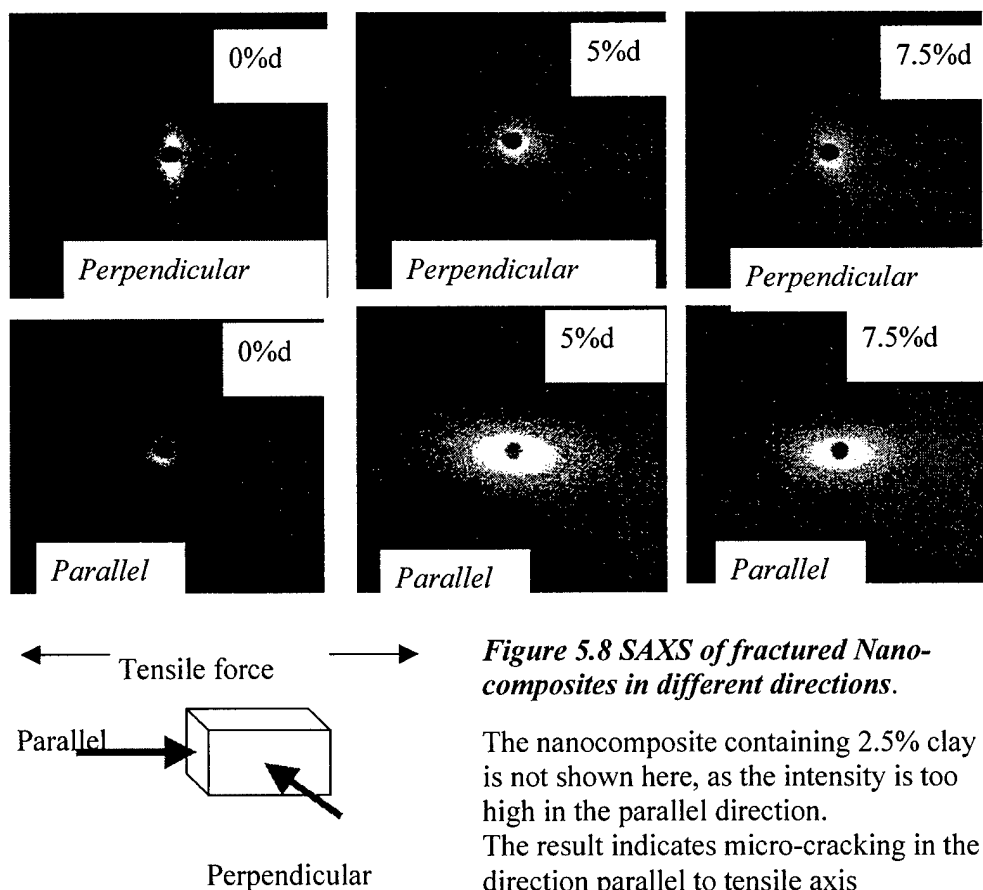 0%d
5%d
7.5%d
Perpendicular
Perpendicular
Perpendicular
0%d
5%d
7.5%d
Parallel
Parallel
Parallel
Tensile force
Parallel
Perpendicular
Figure 5.8 SAXS of fractured Nano-
composites in different directions.
The nanocomposite containing 2.5% clay
is not shown here, as the intensity is too
high in the parallel direction.
The result indicates micro-cracking in the
direction parallel to tensile axis